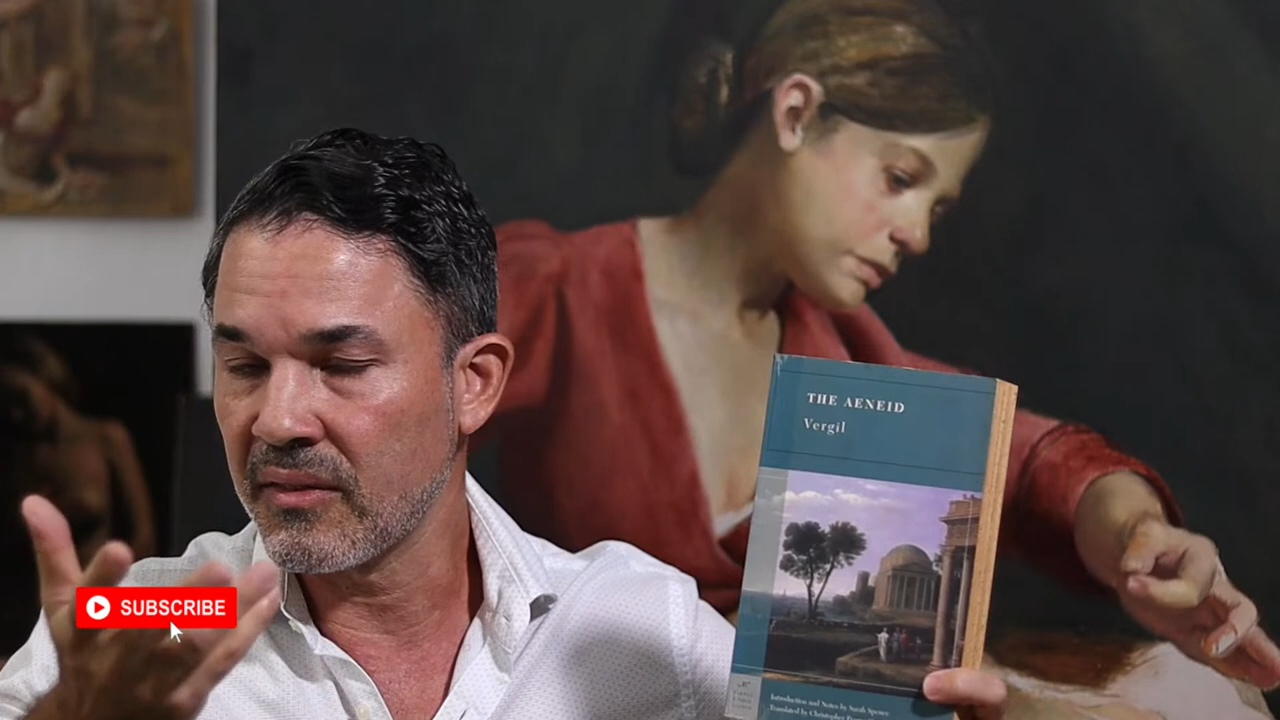 THE AENEID
Vergil
SUBSCRIBE
Introduction and Notes by Sarah Spence